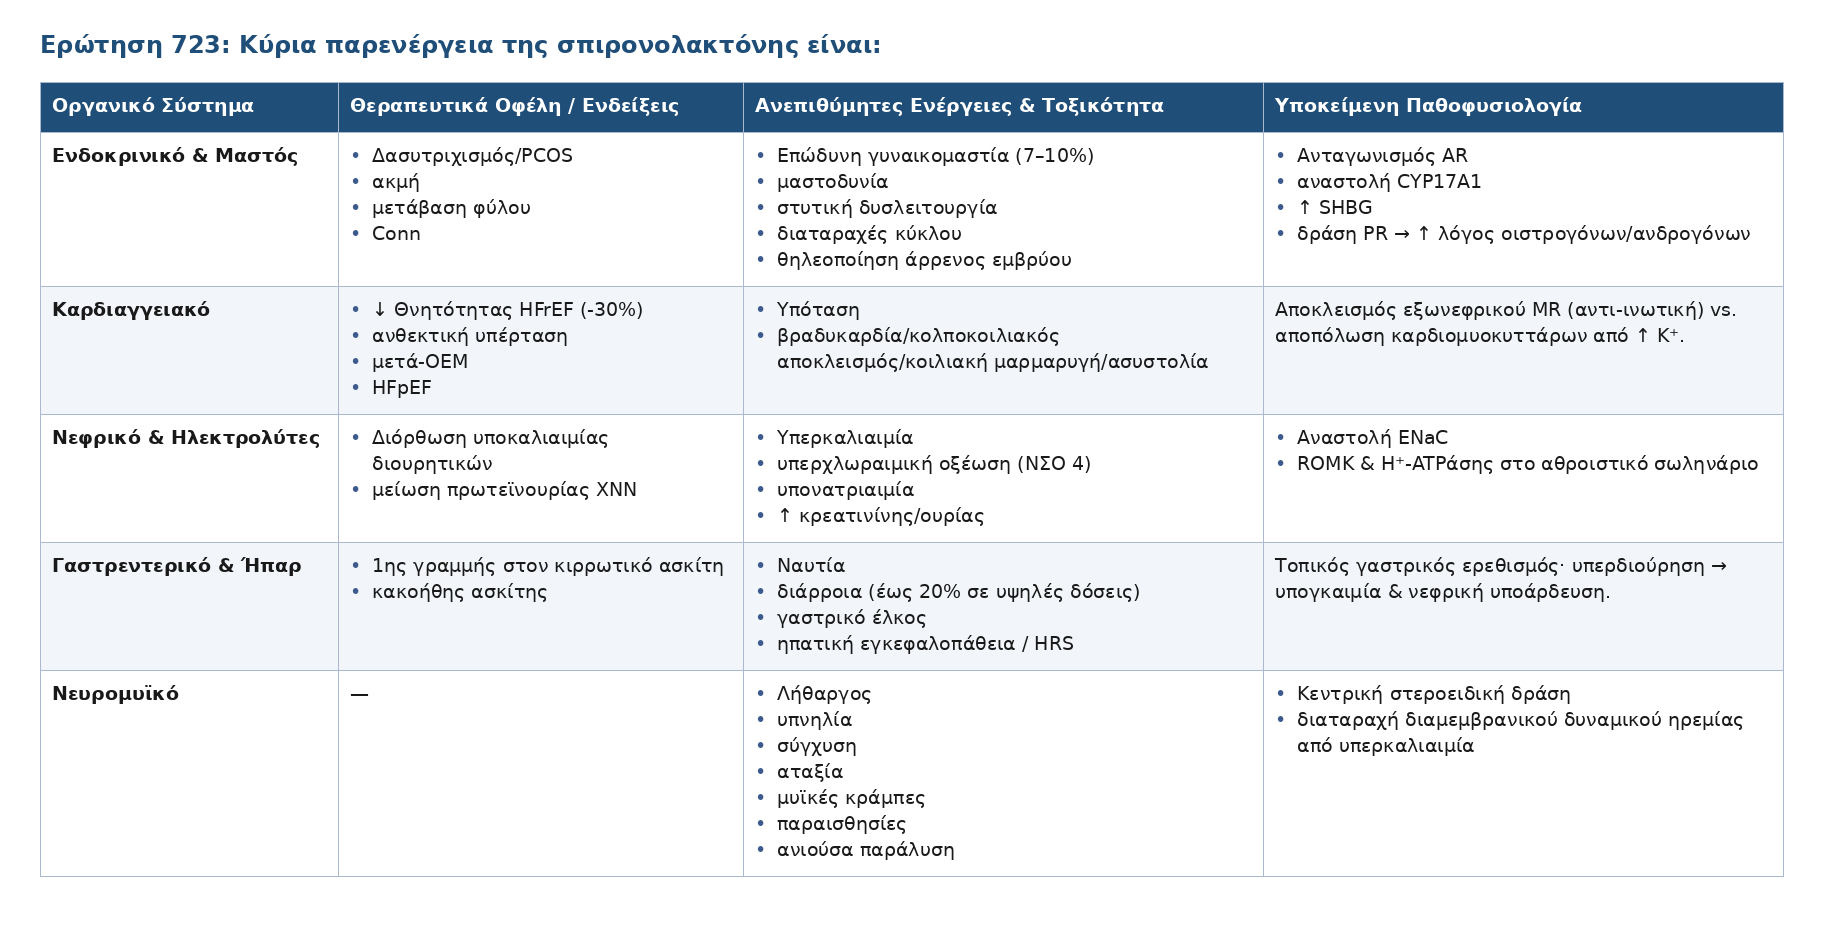 Ερώτηση 723: Κύρια παρενέργεια της σπιρονολακτόνης είναι:
Οργανικό Σύστημα
Θεραπευτικά Οφέλη / Ενδείξεις
Ανεπιθύμητες Ενέργειες & Τοξικότητα
Υποκείμενη Παθοφυσιολογία
Ενδοκρινικό & Μαστός
• Δασυτριχισμός/PCOS
• ακμή
• μετάβαση φύλου
• Conn
• Επώδυνη γυναικομαστία (7–10%)
• μαστοδυνία
• στυτική δυσλειτουργία
• διαταραχές κύκλου
• θηλεοποίηση άρρενος εμβρύου
• Ανταγωνισμός AR
• αναστολή CYP17A1
• ↑ SHBG
• δράση PR → ↑ λόγος οιστρογόνων/ανδρογόνων
Καρδιαγγειακό
• ↓ Θνητότητας HFrEF (-30%)
• ανθεκτική υπέρταση
• μετά-ΟΕΜ
• HFpEF
• Υπόταση
• βραδυκαρδία/κολποκοιλιακός
αποκλεισμός/κοιλιακή μαρμαρυγή/ασυστολία
Αποκλεισμός εξωνεφρικού MR (αντι-ινωτική) vs.
αποπόλωση καρδιομυοκυττάρων από ↑ K⁺.
Νεφρικό & Ηλεκτρολύτες
• Διόρθωση υποκαλιαιμίας
διουρητικών
• μείωση πρωτεϊνουρίας ΧΝΝ
• Υπερκαλιαιμία
• υπερχλωραιμική οξέωση (ΝΣΟ 4)
• υπονατριαιμία
• ↑ κρεατινίνης/ουρίας
• Αναστολή ENaC
• ROMK & H⁺-ATPάσης στο αθροιστικό σωληνάριο
Γαστρεντερικό & Ήπαρ
• 1ης γραμμής στον κιρρωτικό ασκίτη
• κακοήθης ασκίτης
• Ναυτία
• διάρροια (έως 20% σε υψηλές δόσεις)
• γαστρικό έλκος
• ηπατική εγκεφαλοπάθεια / HRS
Τοπικός γαστρικός ερεθισμός· υπερδιούρηση →
υπογκαιμία & νεφρική υποάρδευση.
Νευρομυϊκό
—
• Λήθαργος
• υπνηλία
• σύγχυση
• αταξία
• μυϊκές κράμπες
• παραισθησίες
• ανιούσα παράλυση
• Κεντρική στεροειδική δράση
• διαταραχή διαμεμβρανικού δυναμικού ηρεμίας
από υπερκαλιαιμία